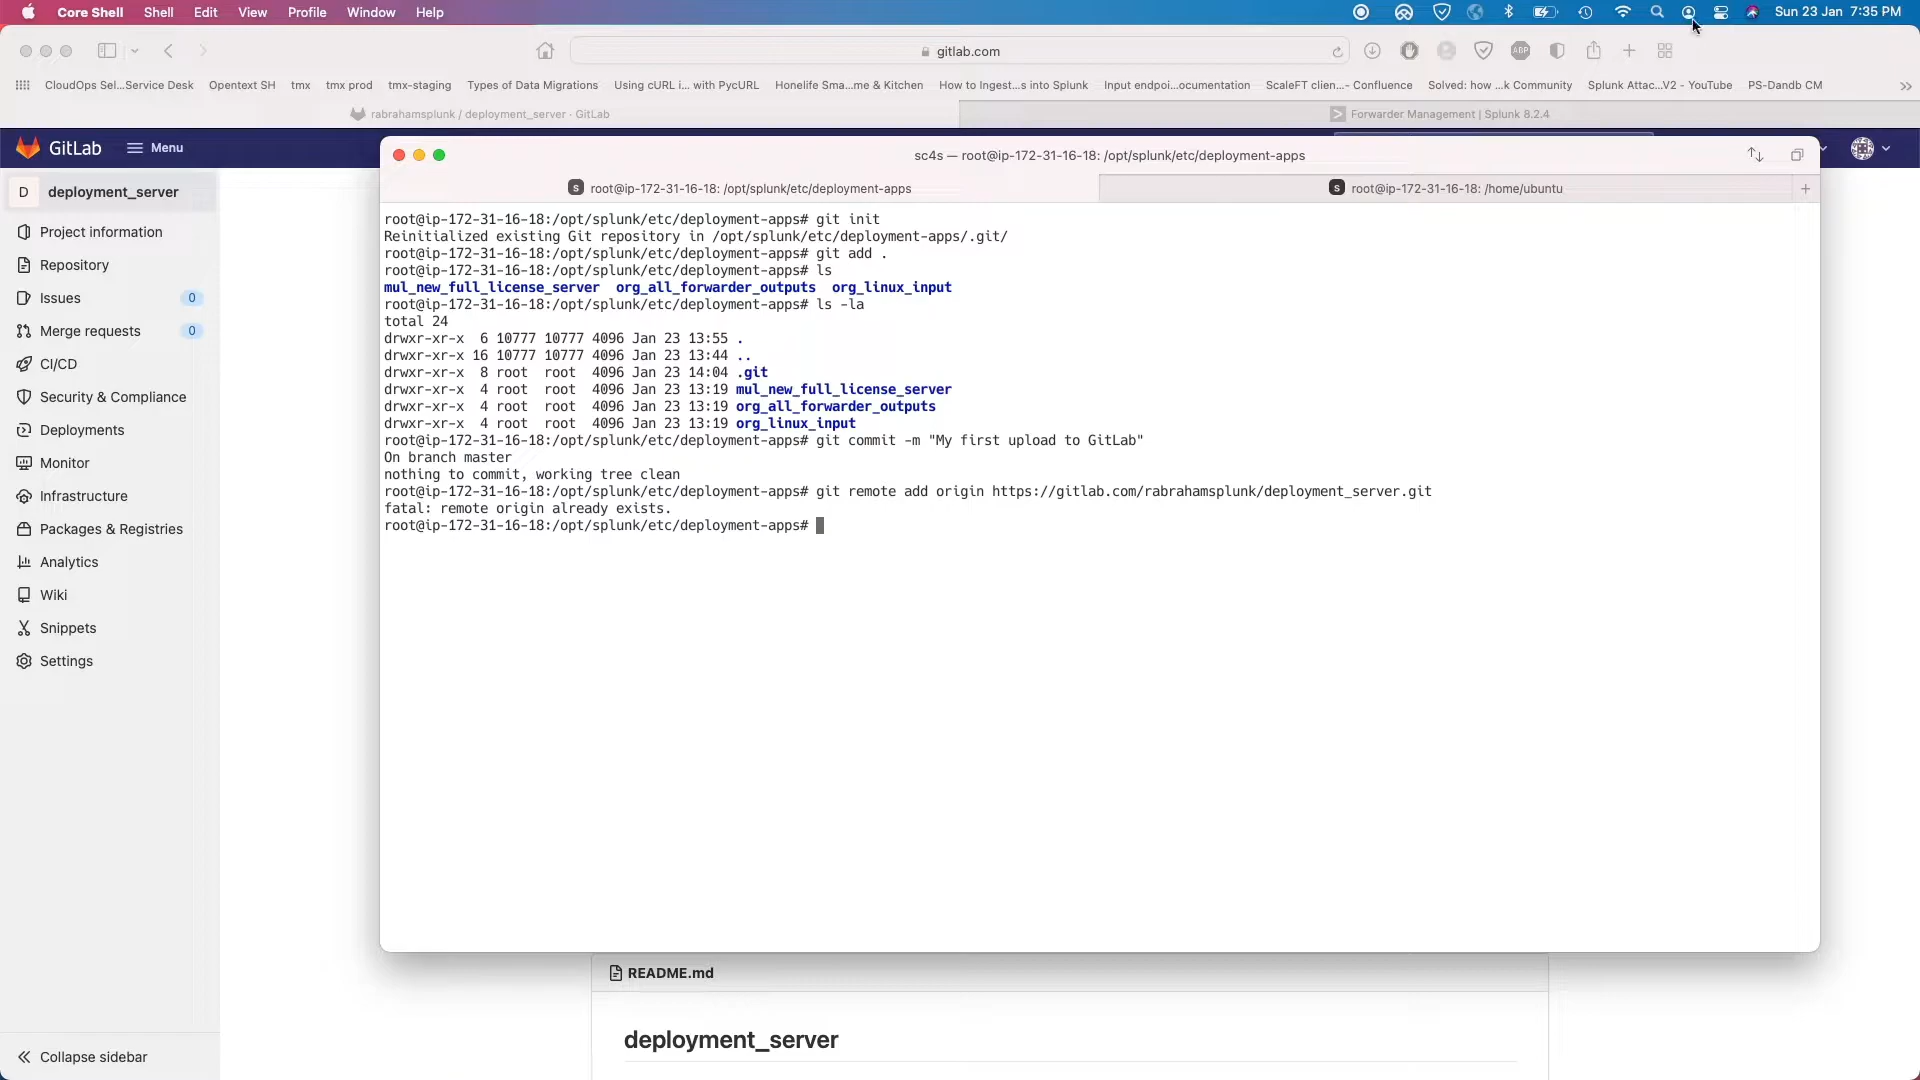 Core Shell Shell Edit View Profile Window Help Sun 23 Jan 7:35 PM
gitlab.com
ABP
CloudOps Sel...Service Desk Opentext SH tmx tmx prod tmx-staging Types of Data Migrations Using cURL i... with PycURL Honelife Sma...me & Kitchen How to Ingest...s into Splunk Input endpoi...ocumentation ScaleFT clien...- Confluence Solved: how ...k Community Splunk Attac...V2 - YouTube PS-Dandb CM
rabrahamsplunk / deployment_server · GitLab Forwarder Management | Splunk 8.2.4
GitLab Menu
sc4s — root@ip-172-31-16-18: /opt/splunk/etc/deployment-apps
S root@ip-172-31-16-18: /opt/splunk/etc/deployment-apps S root@ip-172-31-16-18: /home/ubuntu
D deployment_server
Project information
Repository
Issues 0
Merge requests 0
CI/CD
Security & Compliance
Deployments
Monitor
Infrastructure
Packages & Registries
Analytics
Wiki
Snippets
Settings
Collapse sidebar
root@ip-172-31-16-18:/opt/splunk/etc/deployment-apps# git init
Reinitialized existing Git repository in /opt/splunk/etc/deployment-apps/.git/
root@ip-172-31-16-18:/opt/splunk/etc/deployment-apps# git add .
root@ip-172-31-16-18:/opt/splunk/etc/deployment-apps# ls
mul_new_full_license_server org_all_forwarder_outputs org_linux_input
root@ip-172-31-16-18:/opt/splunk/etc/deployment-apps# ls -la
total 24
drwxr-xr-x 6 10777 10777 4096 Jan 23 13:55 .
drwxr-xr-x 16 10777 10777 4096 Jan 23 13:44 ..
drwxr-xr-x 8 root root 4096 Jan 23 14:04 .git
drwxr-xr-x 4 root root 4096 Jan 23 13:19 mul_new_full_license_server
drwxr-xr-x 4 root root 4096 Jan 23 13:19 org_all_forwarder_outputs
drwxr-xr-x 4 root root 4096 Jan 23 13:19 org_linux_input
root@ip-172-31-16-18:/opt/splunk/etc/deployment-apps# git commit -m "My first upload to GitLab"
On branch master
nothing to commit, working tree clean
root@ip-172-31-16-18:/opt/splunk/etc/deployment-apps# git remote add origin https://gitlab.com/rabrahamsplunk/deployment_server.git
fatal: remote origin already exists.
root@ip-172-31-16-18:/opt/splunk/etc/deployment-apps#
README.md
deployment_server